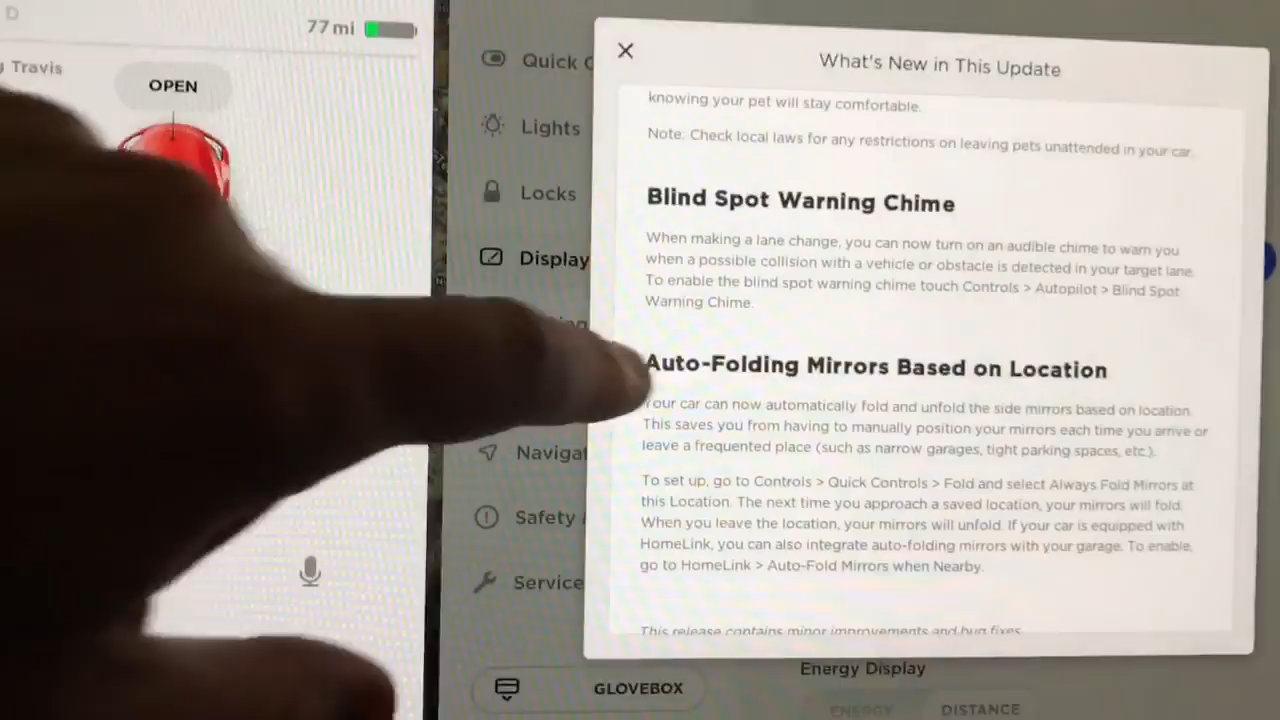 D
77 mi
Travis
OPEN
Quick
Lights
Locks
Display
Navigat
Safety
Service
GLOVEBOX
What's New in This Update
knowing your pet will stay comfortable.
Note: Check local laws for any restrictions on leaving pets unattended in your car.
Blind Spot Warning Chime
When making a lane change, you can now turn on an audible chime to warn you
when a possible collision with a vehicle or obstacle is detected in your target lane.
To enable the blind spot warning chime touch Controls > Autopilot > Blind Spot
Warning Chime.
Auto-Folding Mirrors Based on Location
Your car can now automatically fold and unfold the side mirrors based on location.
This saves you from having to manually position your mirrors each time you arrive or
leave a frequented place (such as narrow garages, tight parking spaces, etc.).
To set up, go to Controls > Quick Controls > Fold and select Always Fold Mirrors at
this Location. The next time you approach a saved location, your mirrors will fold.
When you leave the location, your mirrors will unfold. If your car is equipped with
HomeLink, you can also integrate auto-folding mirrors with your garage. To enable,
go to HomeLink > Auto-Fold Mirrors when Nearby.
This release contains minor improvements and bug fixes
Energy Display
ENERGY
DISTANCE